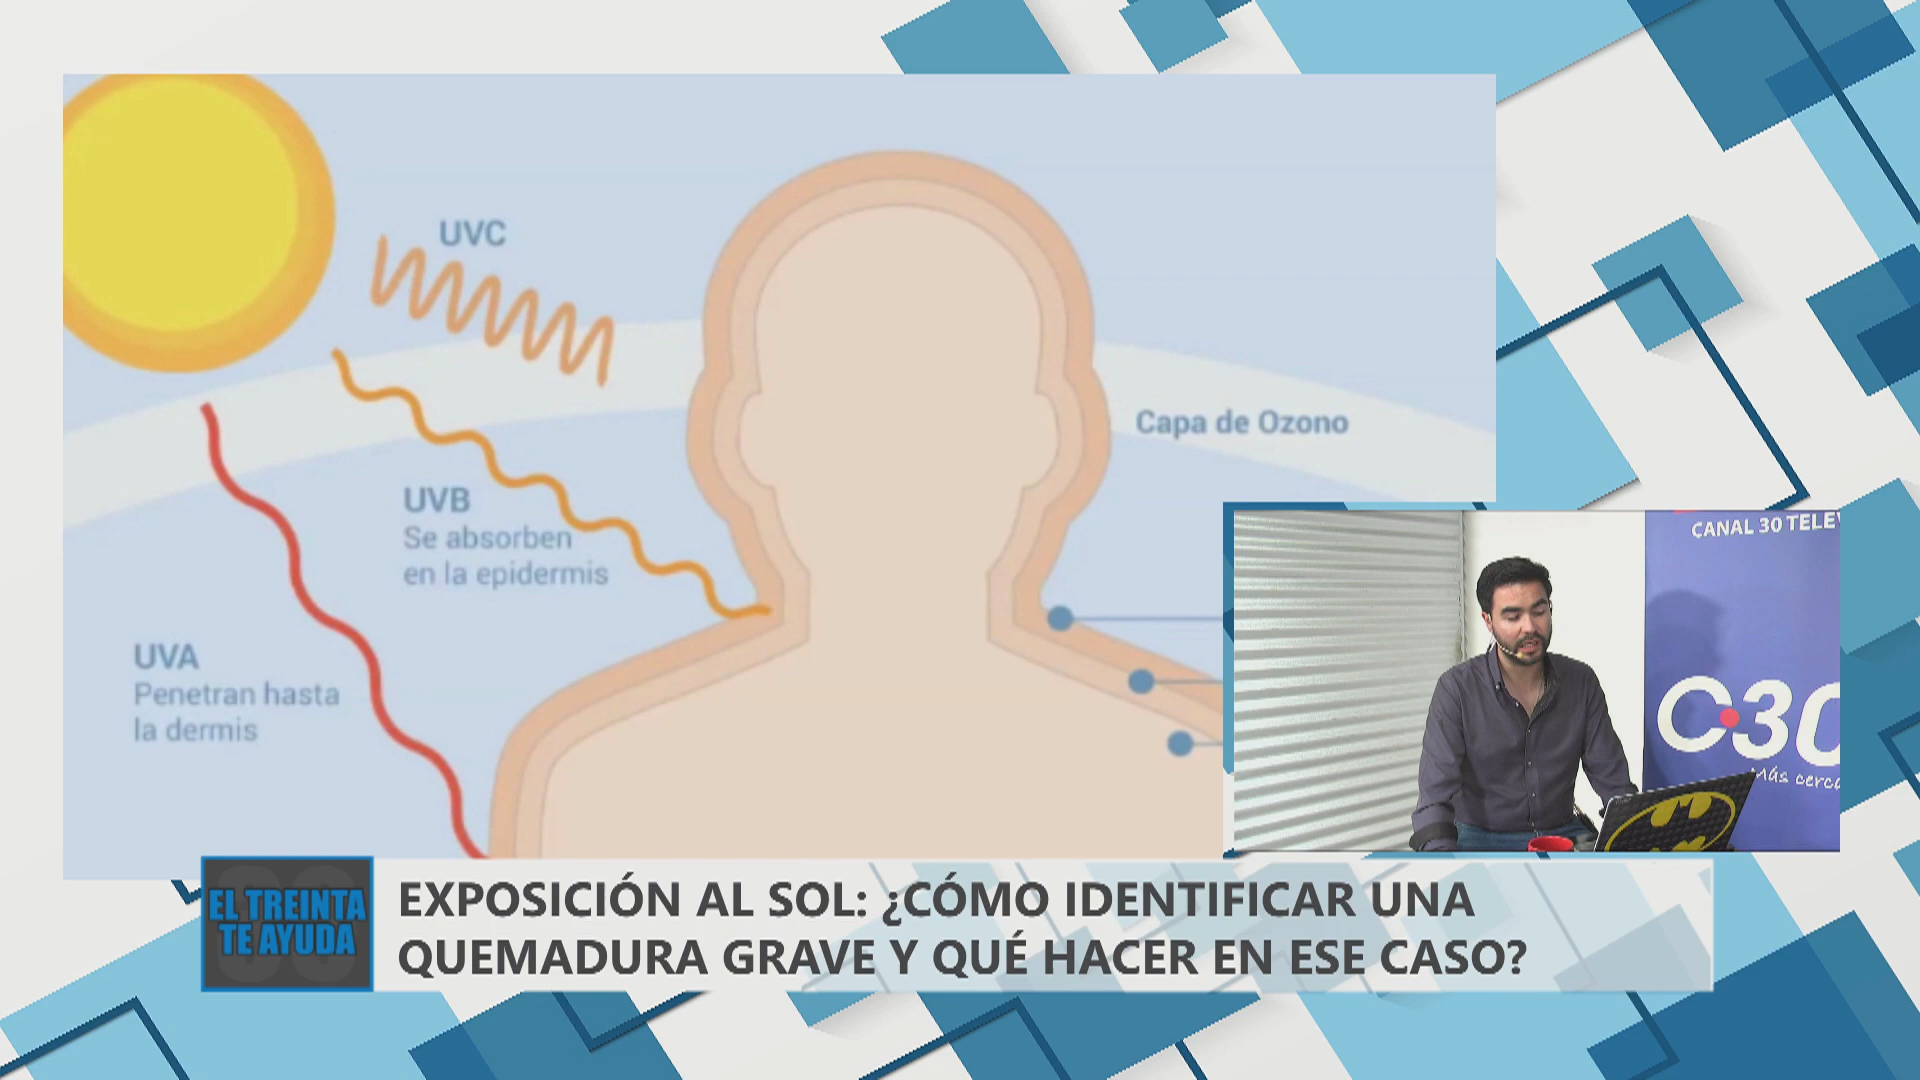 UVC
Capa de Ozono
UVB
Se absorben
en la epidermis
UVA
Penetran hasta
la dermis
CANAL 30 TELEV
C30
Más cerca
EL TREINTA
TE AYUDA
EXPOSICIÓN AL SOL: ¿CÓMO IDENTIFICAR UNA
QUEMADURA GRAVE Y QUÉ HACER EN ESE CASO?